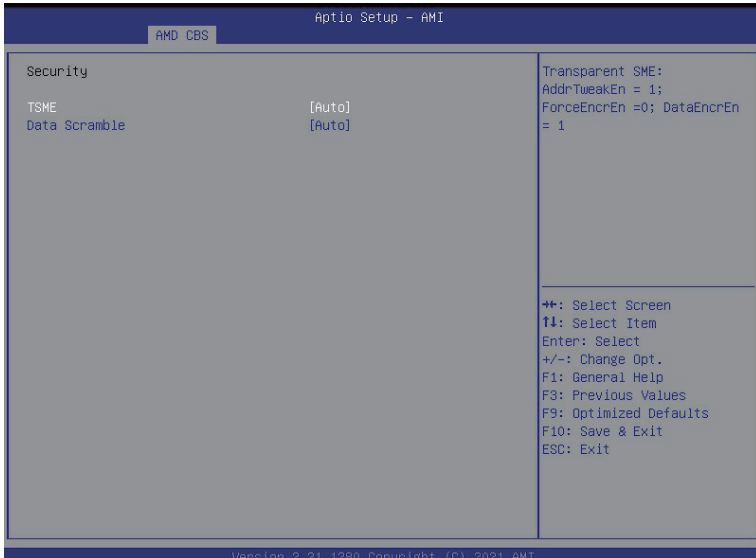 Aptio Setup - AMI
AMD CBS
Security
TSME [Auto]
Data Scramble [Auto]
Transparent SME:
AddrTweakEn = 1;
ForceEncrEn =0; DataEncrEn
= 1
→←: Select Screen
↑↓: Select Item
Enter: Select
+/-: Change Opt.
F1: General Help
F3: Previous Values
F9: Optimized Defaults
F10: Save & Exit
ESC: Exit
Version 2.21.1280 Copyright (C) 2021 AMI